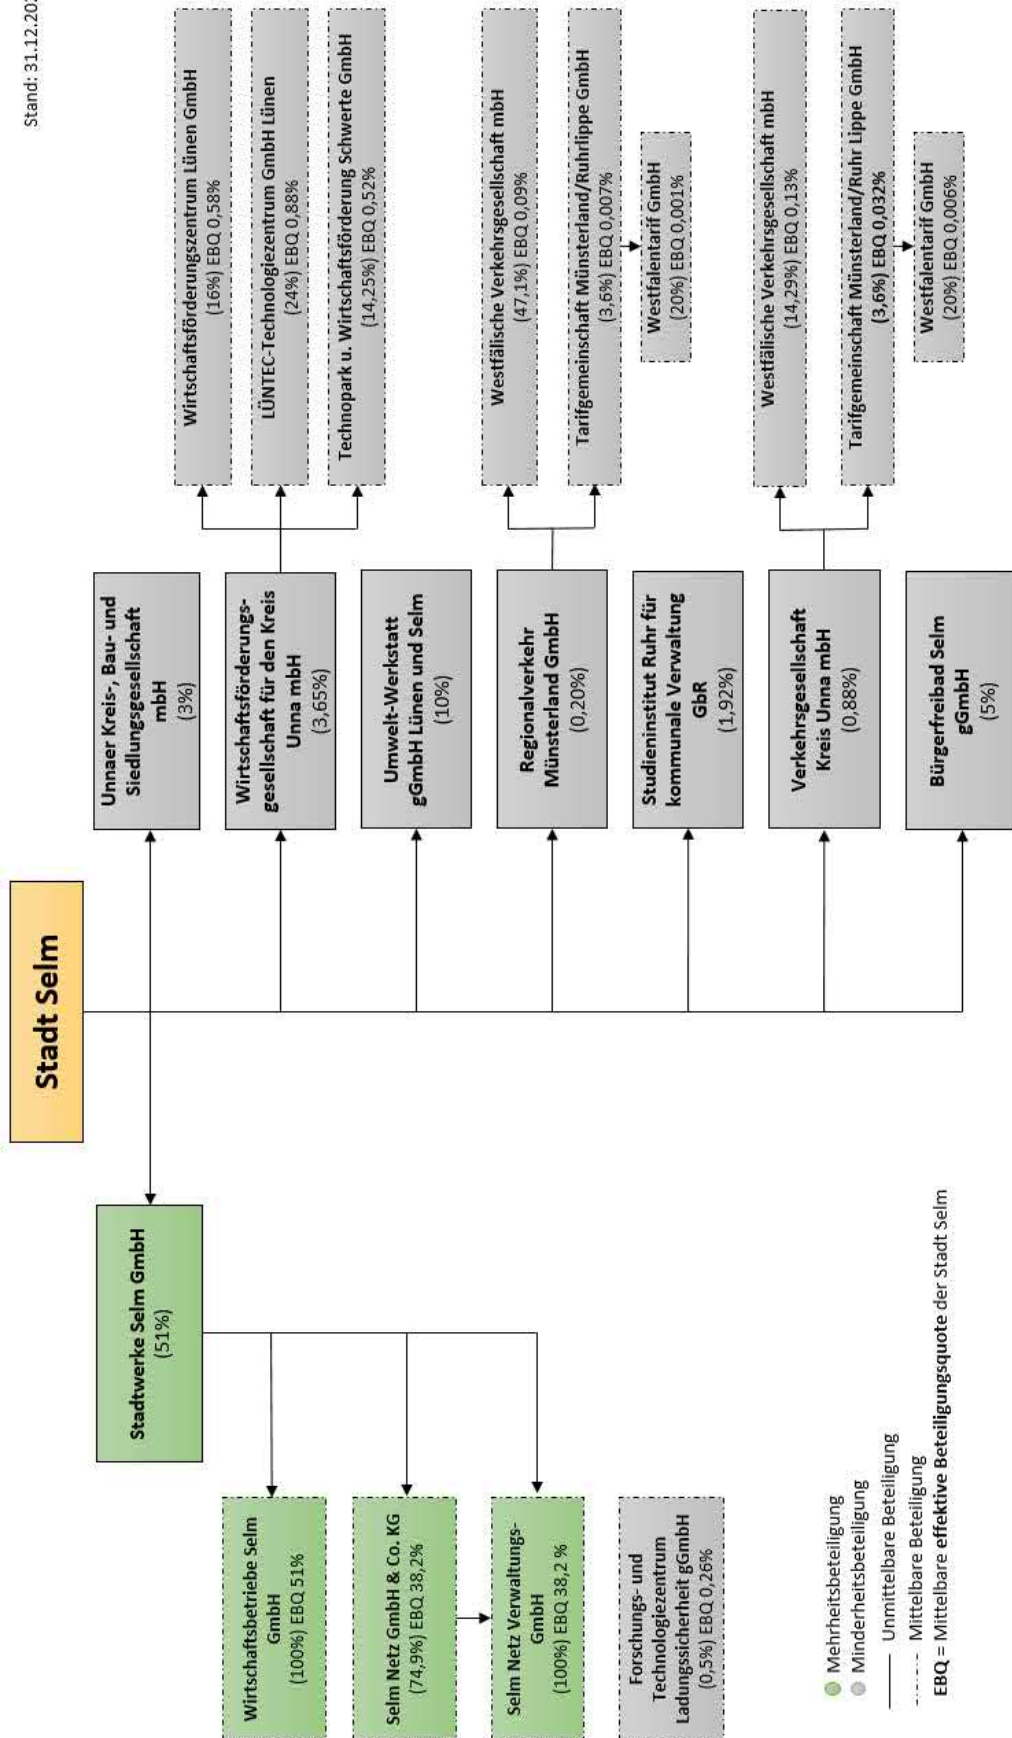 Stand: 31.12.20
Stadt Selm
Stadtwerke Selm GmbH
(51%)
Wirtschaftsbetriebe Selm
GmbH
(100%) EBQ 51%
Selm Netz GmbH & Co. KG
(74,9%) EBQ 38,2%
Selm Netz Verwaltungs-
GmbH
(100%) EBQ 38,2 %
Forschungs- und
Technologiezentrum
Ladungssicherheit gGmbH
(0,5%) EBQ 0,26%
Unnaer Kreis-, Bau- und
Siedlungsgesellschaft
mbH
(3%)
Wirtschaftsförderungs-
gesellschaft für den Kreis
Unna mbH
(3,65%)
Umwelt-Werkstatt
gGmbH Lünen und Selm
(10%)
Regionalverkehr
Münsterland GmbH
(0,20%)
Studieninstitut Ruhr für
kommunale Verwaltung
GbR
(1,92%)
Verkehrsgesellschaft
Kreis Unna mbH
(0,88%)
Bürgerfreibad Selm
gGmbH
(5%)
Wirtschaftsförderungszentrum Lünen GmbH
(16%) EBQ 0,58%
LÜNTEC-Technologiezentrum GmbH Lünen
(24%) EBQ 0,88%
Technopark u. Wirtschaftsförderung Schwerte GmbH
(14,25%) EBQ 0,52%
Westfälische Verkehrsgesellschaft mbH
(47,1%) EBQ 0,09%
Tarifgemeinschaft Münsterland/Ruhrlippe GmbH
(3,6%) EBQ 0,007%
Westfalentarif GmbH
(20%) EBQ 0,001%
Westfälische Verkehrsgesellschaft mbH
(14,29%) EBQ 0,13%
Tarifgemeinschaft Münsterland/Ruhr Lippe GmbH
(3,6%) EBQ 0,032%
Westfalentarif GmbH
(20%) EBQ 0,006%
Mehrheitsbeteiligung
Minderheitsbeteiligung
Unmittelbare Beteiligung
Mittelbare Beteiligung
EBQ = Mittelbare effektive Beteiligungsquote der Stadt Selm